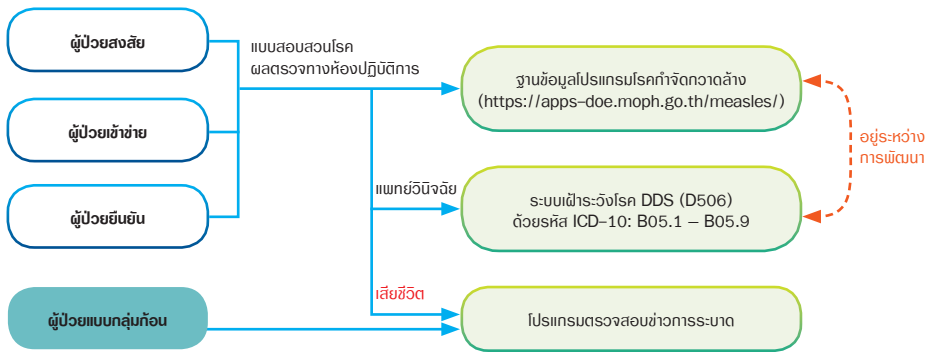 ผู้ป่วยสงสัย
ผู้ป่วยเข้าข่าย
ผู้ป่วยยืนยัน
ผู้ป่วยแบบกลุ่มก้อน
แบบสอบสวนโรค
ผลตรวจทางห้องปฏิบัติการ
แพทย์วินิจฉัย
เสียชีวิต
ฐานข้อมูลโปรแกรมโรคกำจัดกวาดล้าง
(https://apps-doe.moph.go.th/measles/)
ระบบเฝ้าระวังโรค DDS (D506)
ด้วยรหัส ICD-10: B05.1 – B05.9
โปรแกรมตรวจสอบข่าวการระบาด
อยู่ระหว่าง
การพัฒนา